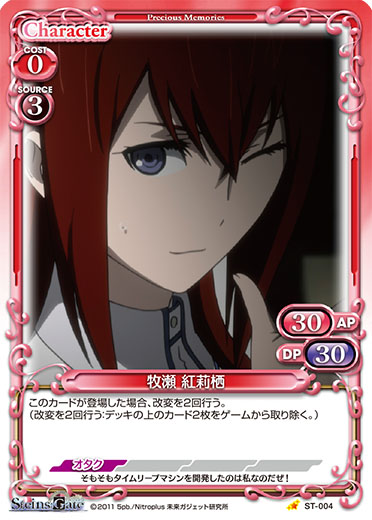 Precious Memories
Character
COST
0
SOURCE
3
30 AP
DP 30
牧瀬 紅莉栖
このカードが登場した場合、改変を2回行う。
(改変を2回行う:デッキの上のカード2枚をゲームから取り除く。)
オタク
そもそもタイムリープマシンを開発したのは私なのだぜ!
Steins;Gate
©2011 5pb./Nitroplus 未来ガジェット研究所
ST-004